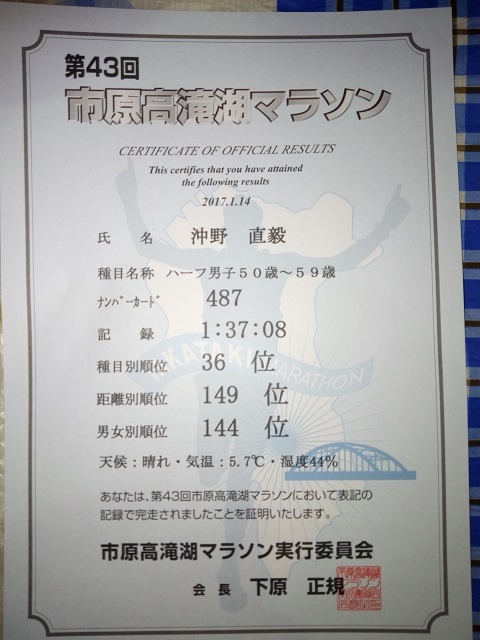 第43回
市原高滝湖マラソン
CERTIFICATE OF OFFICIAL RESULTS
This certifies that you have attained
the following results
2017.1.14
氏 名 沖野 直毅
種目名称 ハーフ男子５０歳～５９歳
ﾅﾝﾊﾞｰｶｰﾄﾞ 487
記 録 1:37:08
種目別順位 36 位
距離別順位 149 位
男女別順位 144 位
天候：晴れ・気温：5.7℃・湿度44%
あなたは、第43回市原高滝湖マラソンにおいて表記の
記録で完走されましたことを証明いたします。
市原高滝湖マラソン実行委員会
会 長 下原 正規